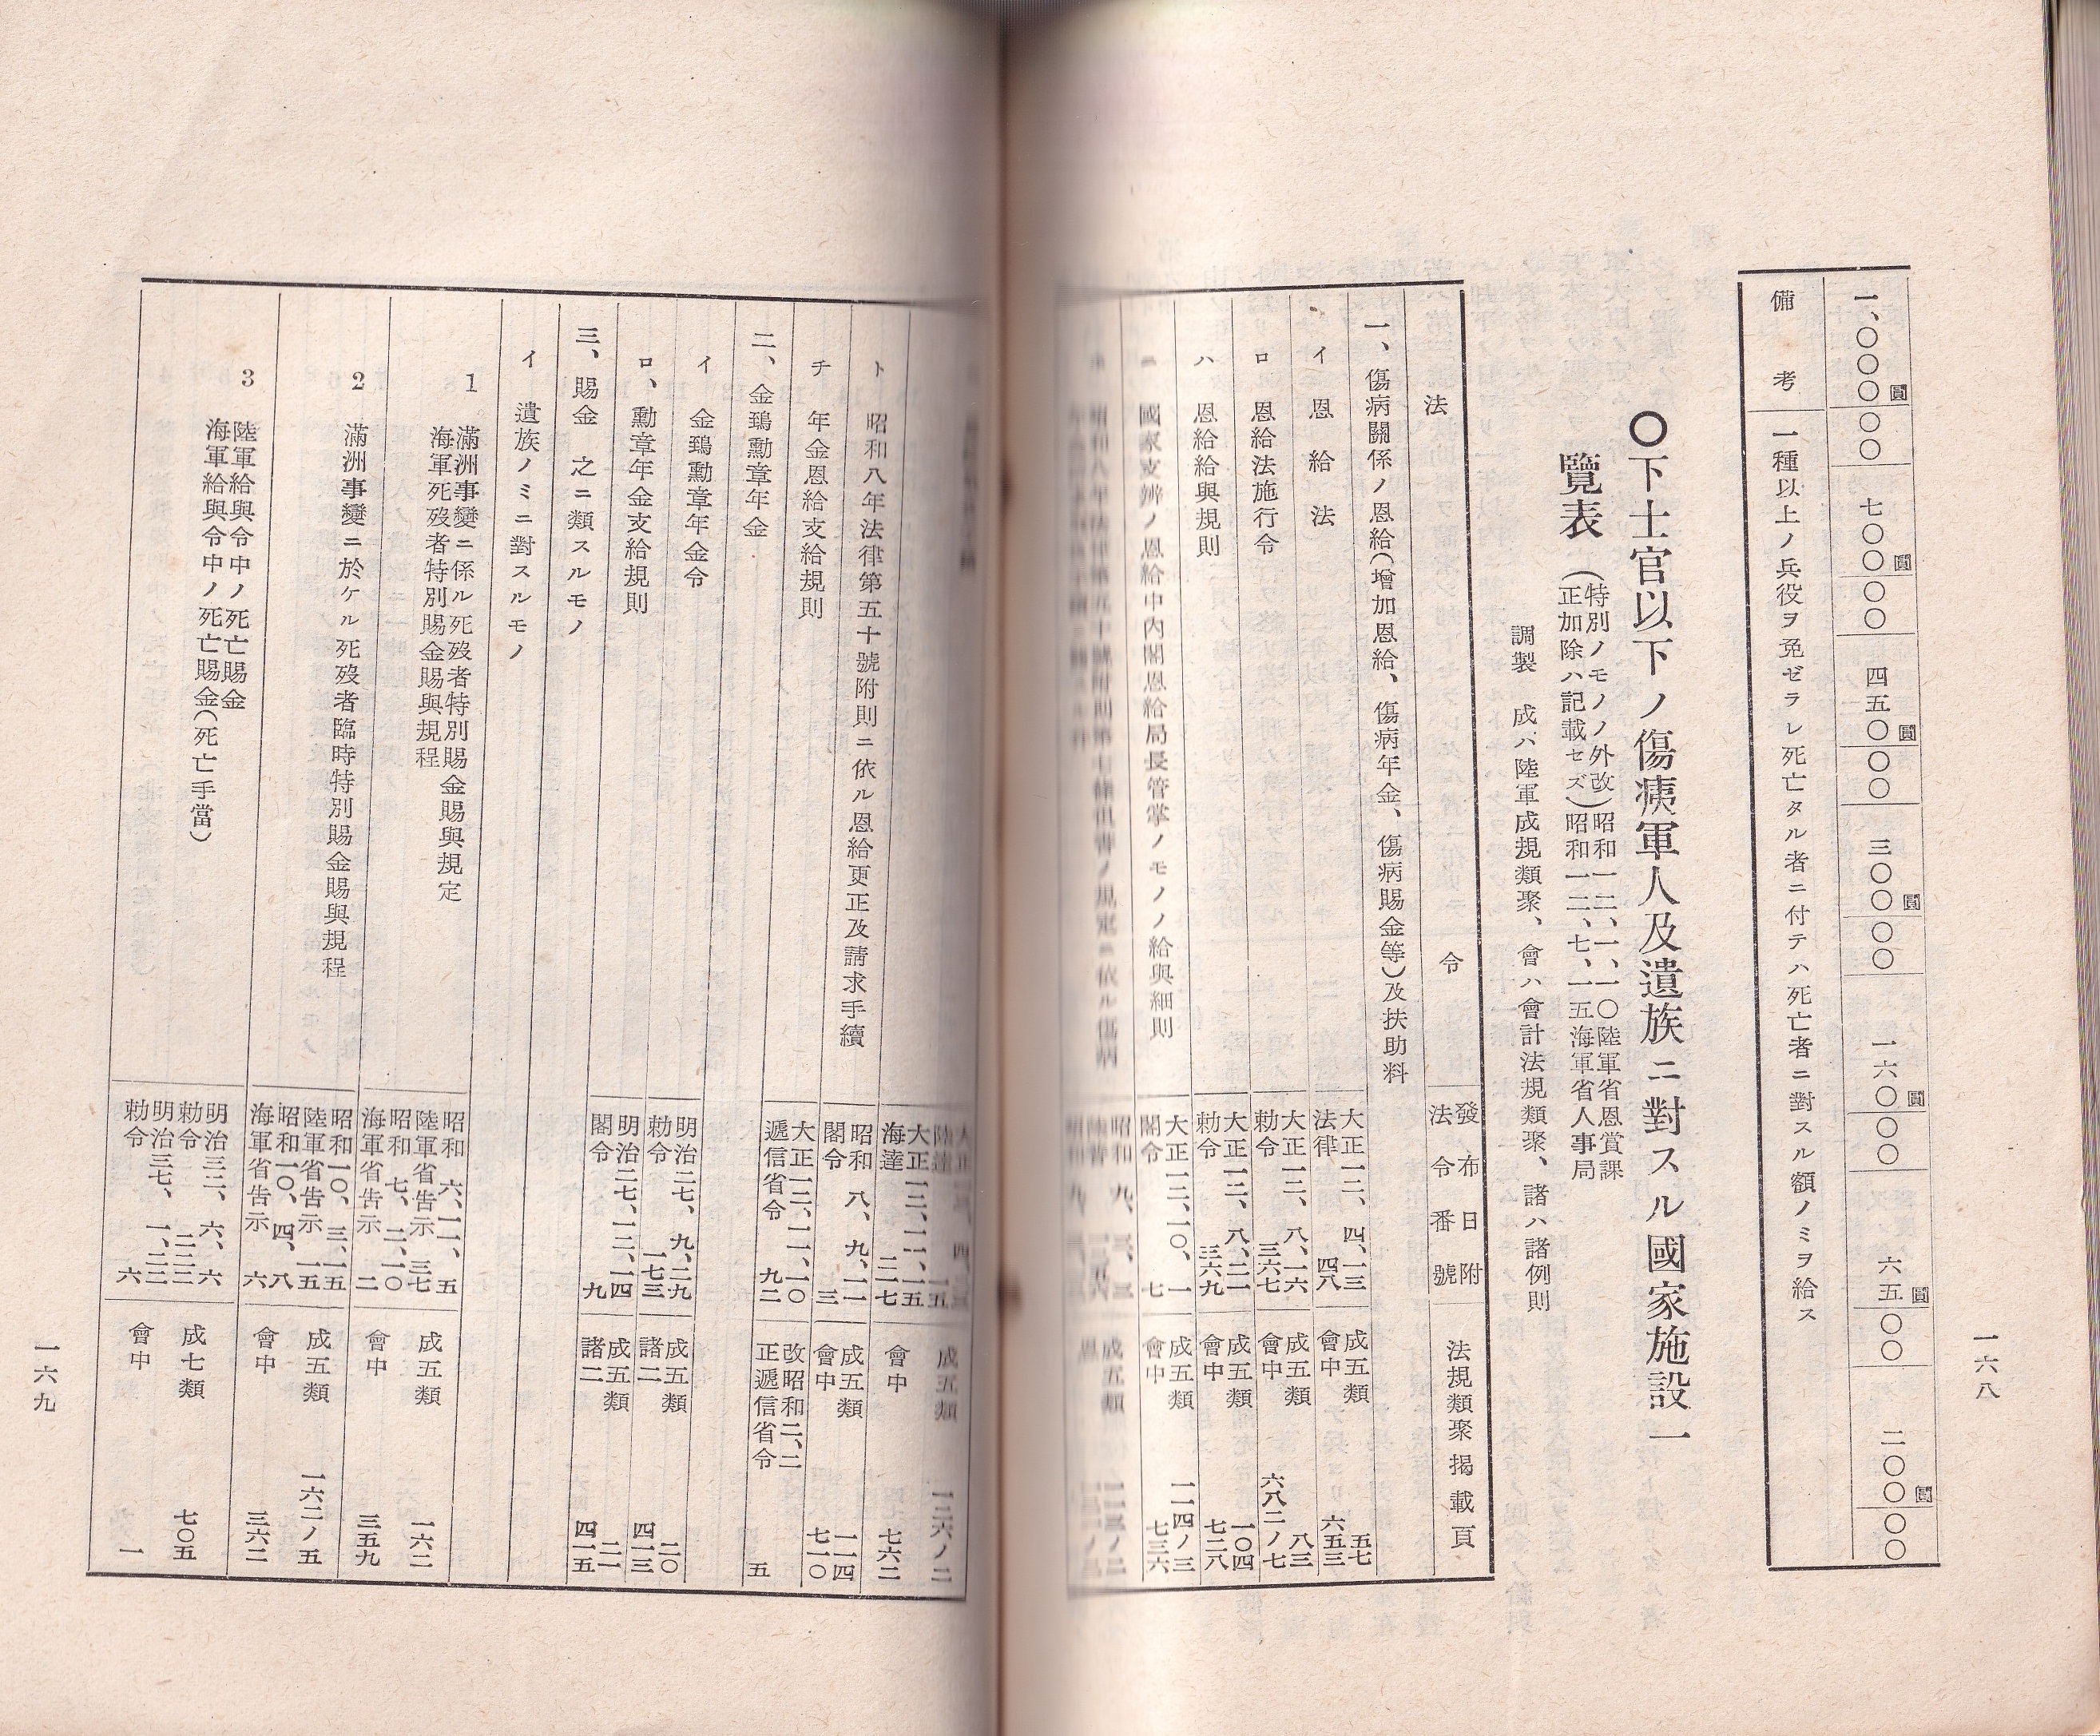 一六八
一、〇〇〇圓〇〇
七〇〇圓〇〇
四五〇圓〇〇
三〇〇圓〇〇
一六〇圓〇〇
六五圓〇〇
二〇〇圓〇〇
備考
一種以上ノ兵役ヲ免ゼラレ死亡タル者ニ付テハ死亡者ニ對スル額ノミヲ給ス
〇下士官以下ノ傷痍軍人及遺族ニ對スル國家施設一
覽表
(特別ノモノノ外改
正加除ハ記載セズ)
昭和一二、一、一〇陸軍省恩賞課
昭和一二、七、一五海軍省人事局
調製　成ハ陸軍成規類聚、會ハ會計法規類聚、諸ハ諸例則
法令
發布日附
法令番號
法規類聚揭載頁
一、傷病關係ノ恩給(增加恩給、傷病年金、傷病賜金等)及扶助料
イ　恩給法
大正一二、四、一三
法律　四八
成五類　五七
會中　六五三
ロ　恩給法施行令
大正一二、八、一六
勅令　三六七
成五類　八三
會中　六八二ノ七
ハ　恩給給與規則
大正一二、八、二一
勅令　三六九
成五類　一〇四
會中　七二八
ニ　國家支辨ノ恩給中內閣恩給局長管掌ノモノノ給與細則
大正一二、一〇、一
閣令　七
成五類　一一四ノ三
會中　七三六
成五類
大正一二、一一、一五
海達　二一七
成五類　一三六ノ二
會中　七六二
ト　昭和八年法律第五十號附則ニ依ル恩給更正及請求手續
チ　年金恩給支給規則
昭和八、九、二一
閣令　三
成五類　一一四
會中　七一〇
大正一二、一一、一〇
遞信省令　九二
改昭和二、二
正遞信省令　五
二、金鵄勳章年金
イ　金鵄勳章年金令
明治二七、九、二九
勅令　一七三
成五類　二〇
諸二　四一三
ロ、勳章年金支給規則
明治二七、一二、一四
閣令　九
成五類　二一
諸二　四一五
三、賜金　之ニ類スルモノ
イ　遺族ノミニ對スルモノ
1　滿洲事變ニ係ル死歿者特別賜金賜與規定
海軍死歿者特別賜金賜與規程
昭和六、一一、五
陸軍省告示　三七
昭和七、二、一〇
海軍省告示　二
成五類　一六二
會中　三五九
2　滿洲事變ニ於ケル死歿者臨時特別賜金賜與規程
昭和一〇、三、一五
陸軍省告示　一五
昭和一〇、四、八
海軍省告示　六
成五類　一六二ノ五
會中　三六二
3　陸軍給與令中ノ死亡賜金
海軍給與令中ノ死亡賜金(死亡手當)
明治三二、六、六
勅令　二三二
明治三七、一、二二
勅令　六
成七類　七〇五
會中　一
一六九